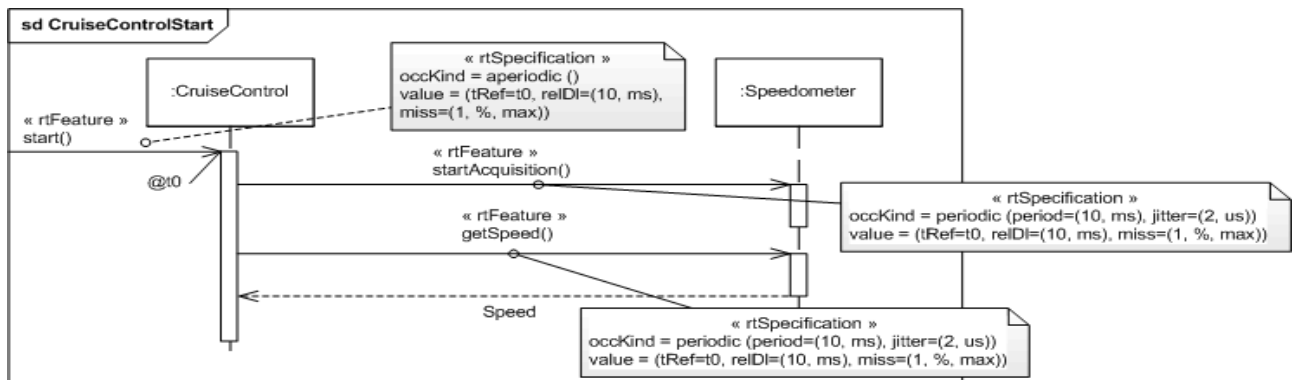 sd CruiseControlStart
« rtSpecification »
occKind = aperiodic ()
value = (tRef=t0, relDl=(10, ms),
miss=(1, %, max))
:CruiseControl
:Speedometer
« rtFeature »
start()
@t0
« rtFeature »
startAcquisition()
« rtSpecification »
occKind = periodic (period=(10, ms), jitter=(2, us))
value = (tRef=t0, relDl=(10, ms), miss=(1, %, max))
« rtFeature »
getSpeed()
Speed
« rtSpecification »
occKind = periodic (period=(10, ms), jitter=(2, us))
value = (tRef=t0, relDl=(10, ms), miss=(1, %, max))